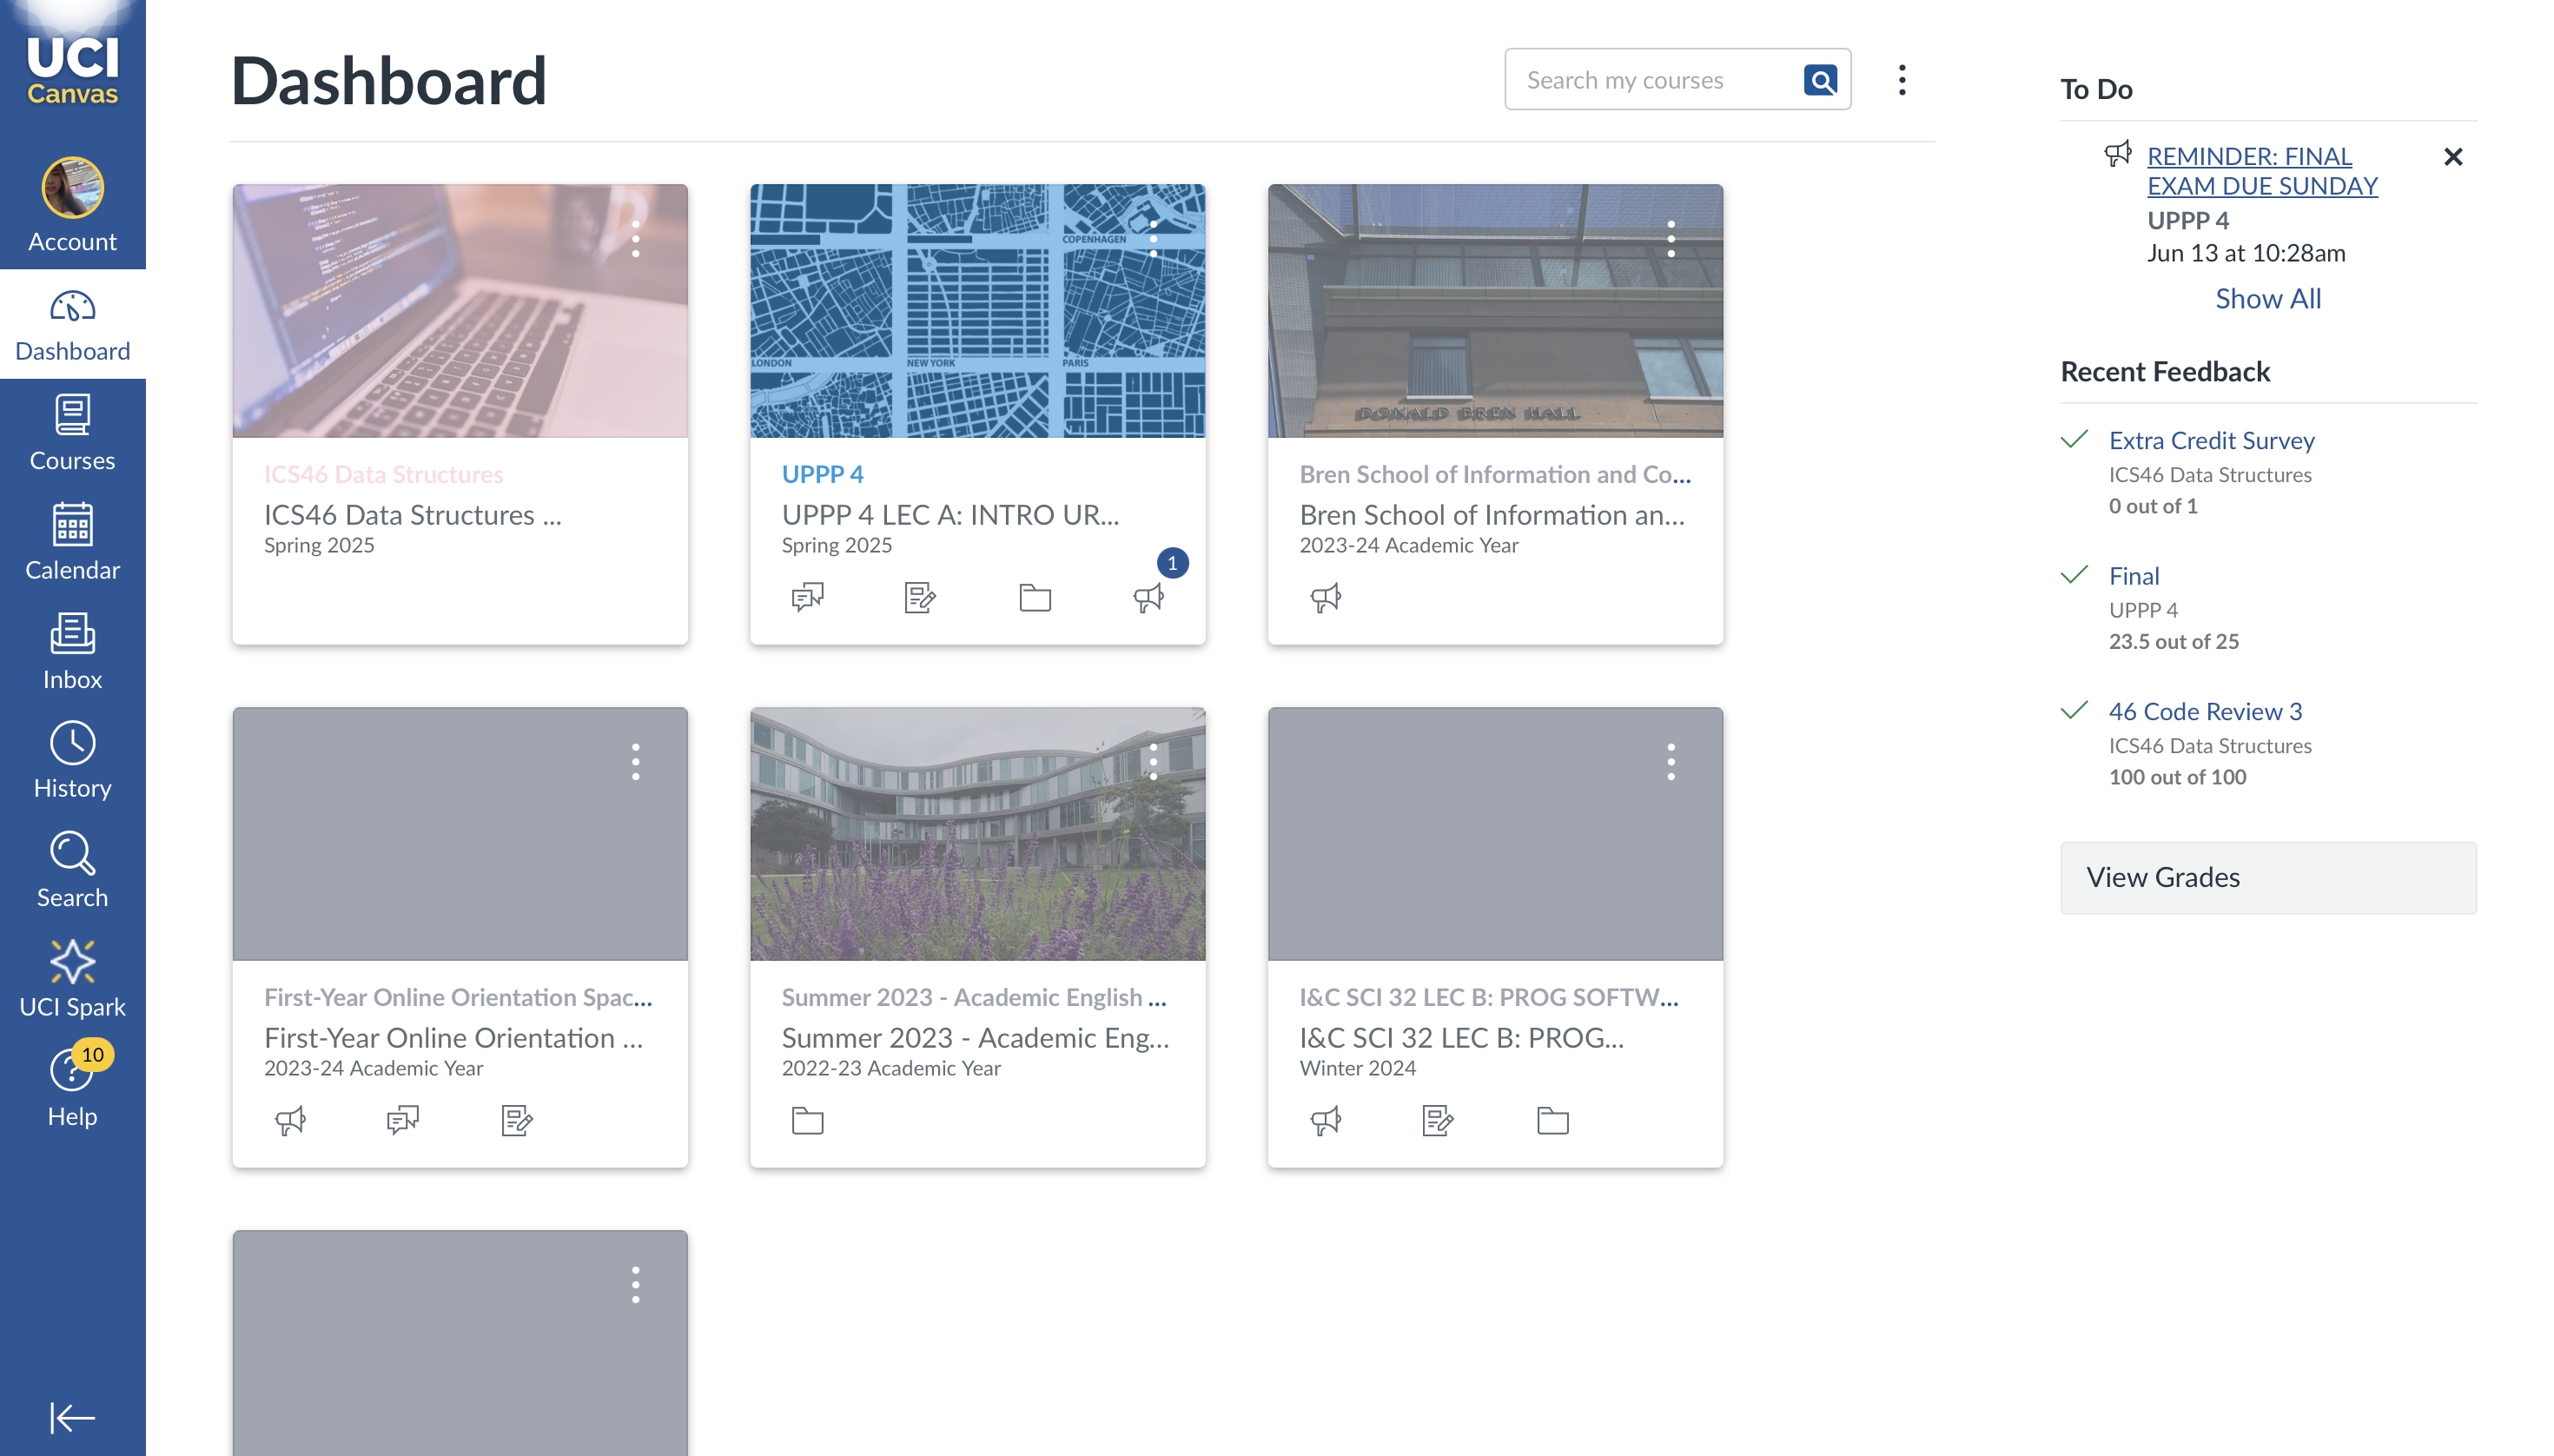 UCI
Canvas
Account
Dashboard
Courses
Calendar
Inbox
History
Search
UCI Spark
10
Help
Dashboard
Search my courses
ICS46 Data Structures
ICS46 Data Structures ...
Spring 2025
COPENHAGEN
LONDON
NEW YORK
PARIS
UPPP 4
UPPP 4 LEC A: INTRO UR...
Spring 2025
1
DONALD BREN HALL
Bren School of Information and Co...
Bren School of Information an...
2023-24 Academic Year
First-Year Online Orientation Spac...
First-Year Online Orientation ...
2023-24 Academic Year
Summer 2023 - Academic English ...
Summer 2023 - Academic Eng...
2022-23 Academic Year
I&C SCI 32 LEC B: PROG SOFTW...
I&C SCI 32 LEC B: PROG...
Winter 2024
To Do
REMINDER: FINAL
EXAM DUE SUNDAY
UPPP 4
Jun 13 at 10:28am
Show All
Recent Feedback
Extra Credit Survey
ICS46 Data Structures
0 out of 1
Final
UPPP 4
23.5 out of 25
46 Code Review 3
ICS46 Data Structures
100 out of 100
View Grades